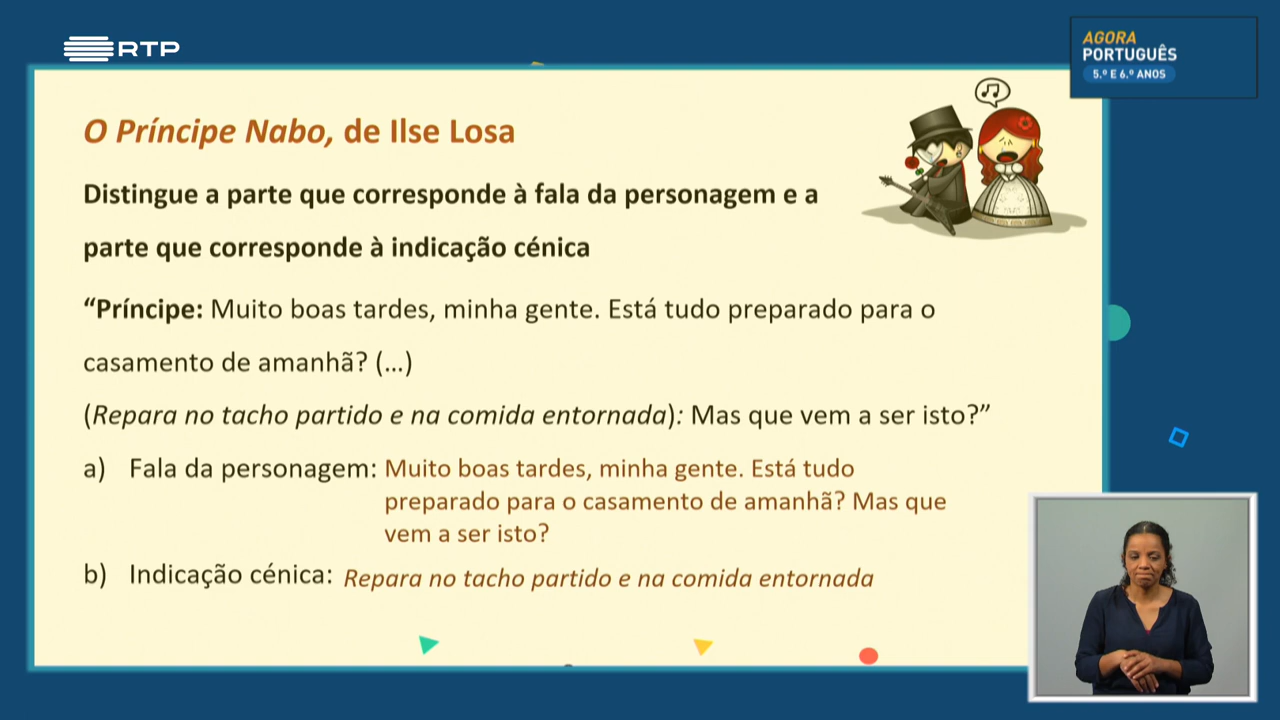 RTP
AGORA
PORTUGUÊS
5.º E 6.º ANOS
O Príncipe Nabo, de Ilse Losa
Distingue a parte que corresponde à fala da personagem e a
parte que corresponde à indicação cénica
“Príncipe: Muito boas tardes, minha gente. Está tudo preparado para o
casamento de amanhã? (...)
(Repara no tacho partido e na comida entornada): Mas que vem a ser isto?”
a) Fala da personagem: Muito boas tardes, minha gente. Está tudo
preparado para o casamento de amanhã? Mas que
vem a ser isto?
b) Indicação cénica: Repara no tacho partido e na comida entornada